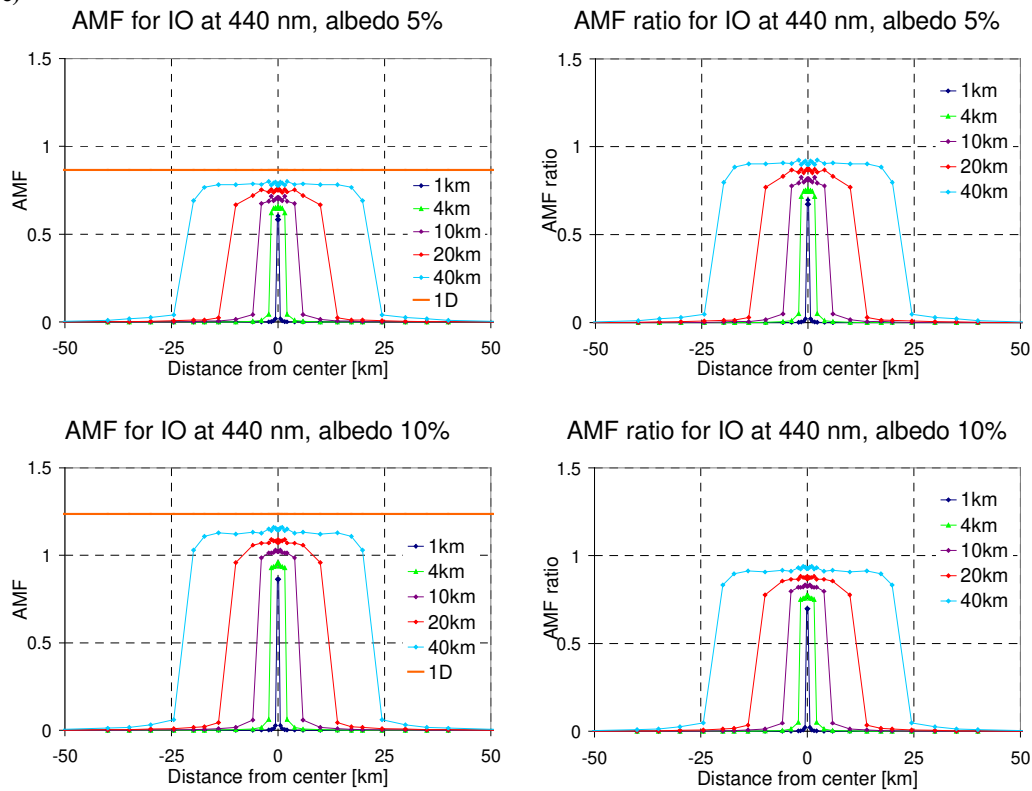 AMF for IO at 440 nm, albedo 5%
1.5
1
0.5
0
AMF
-50
-25
0
25
50
Distance from center [km]
1km
4km
10km
20km
40km
1D
AMF ratio for IO at 440 nm, albedo 5%
1.5
1
0.5
0
AMF ratio
-50
-25
0
25
50
Distance from center [km]
1km
4km
10km
20km
40km
AMF for IO at 440 nm, albedo 10%
1.5
1
0.5
0
AMF
-50
-25
0
25
50
Distance from center [km]
1km
4km
10km
20km
40km
1D
AMF ratio for IO at 440 nm, albedo 10%
1.5
1
0.5
0
AMF ratio
-50
-25
0
25
50
Distance from center [km]
1km
4km
10km
20km
40km